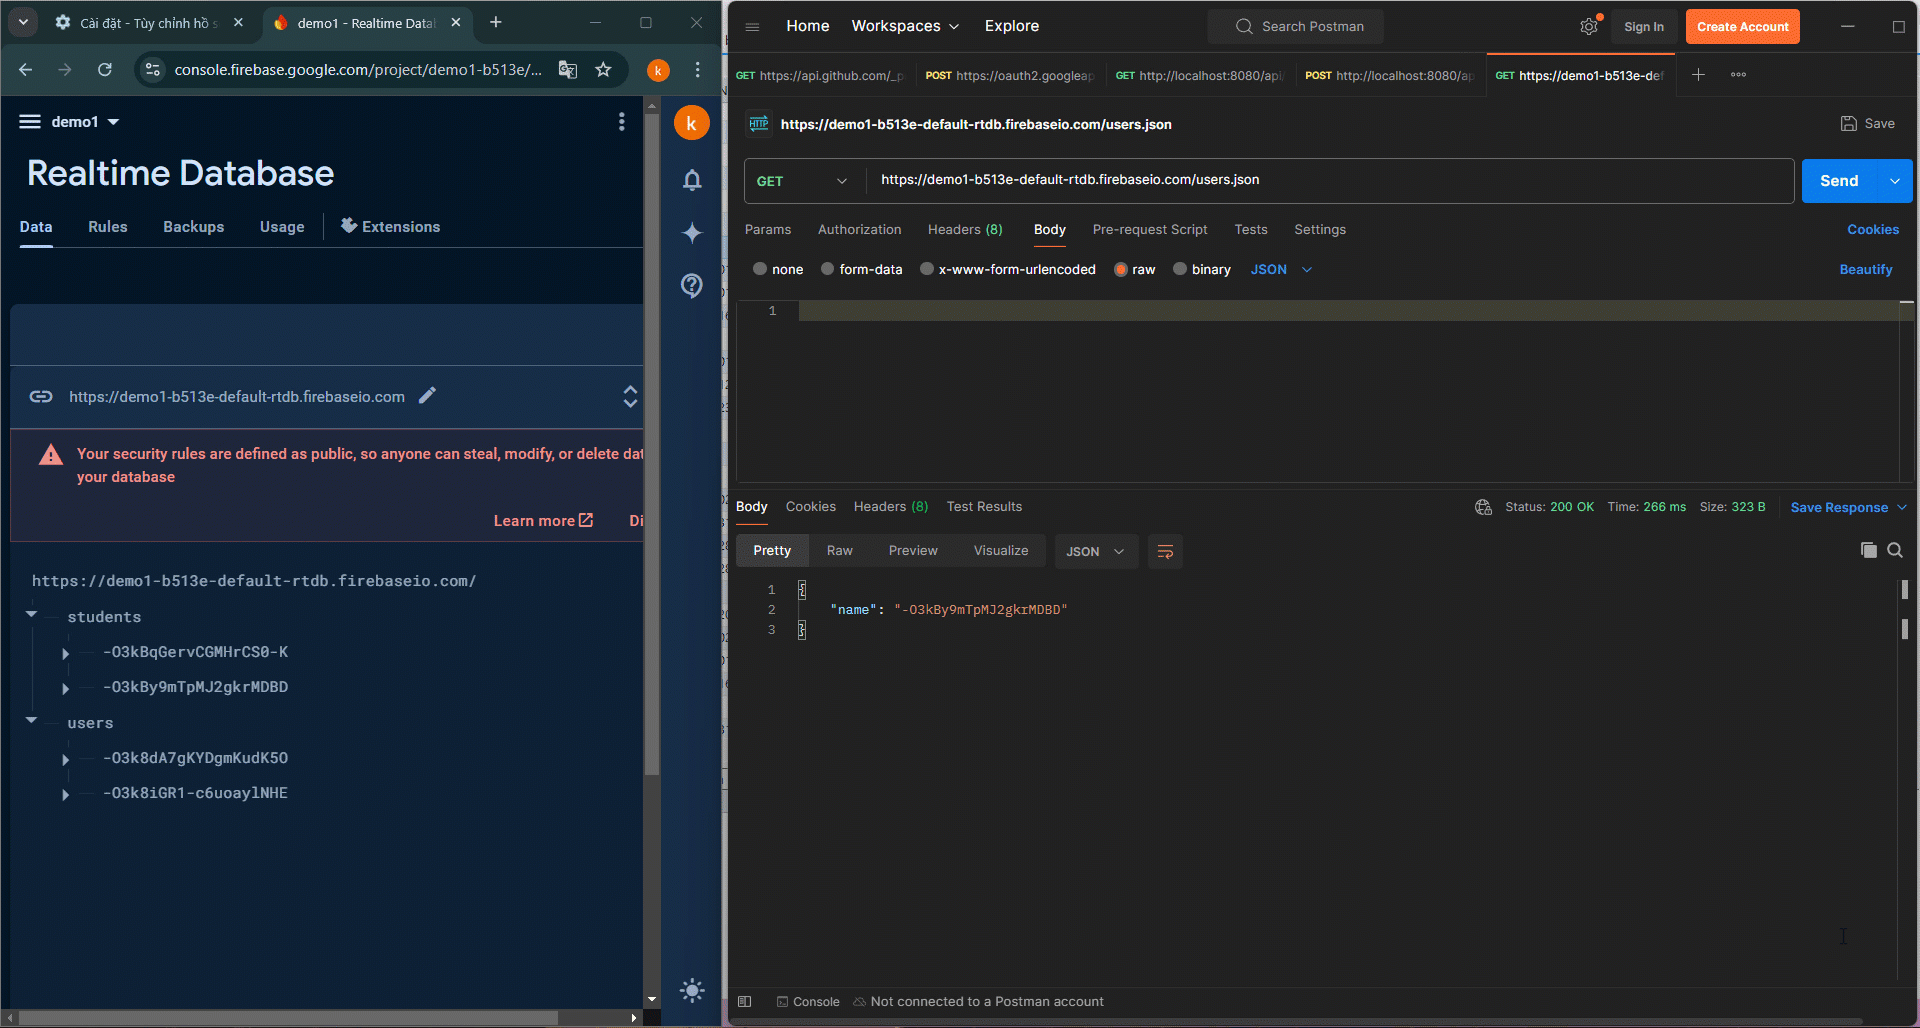 Cài đặt - Tùy chỉnh hồ s
demo1 - Realtime Datab
console.firebase.google.com/project/demo1-b513e/...
k
demo1
k
Realtime Database
Data
Rules
Backups
Usage
Extensions
https://demo1-b513e-default-rtdb.firebaseio.com
Your security rules are defined as public, so anyone can steal, modify, or delete dat
your database
Learn more
Di
https://demo1-b513e-default-rtdb.firebaseio.com/
students
-O3kBqGervCGMHrCS0-K
-O3kBy9mTpMJ2gkrMDBD
users
-O3k8dA7gKYDgmKudK5O
-O3k8iGR1-c6uoaylNHE
Home
Workspaces
Explore
Search Postman
Sign In
Create Account
GET https://api.github.com/_p
POST https://oauth2.googleap
GET http://localhost:8080/api/
POST http://localhost:8080/ap
GET https://demo1-b513e-def
HTTP
https://demo1-b513e-default-rtdb.firebaseio.com/users.json
Save
GET
https://demo1-b513e-default-rtdb.firebaseio.com/users.json
Send
Params
Authorization
Headers (8)
Body
Pre-request Script
Tests
Settings
Cookies
none
form-data
x-www-form-urlencoded
raw
binary
JSON
Beautify
1
Body
Cookies
Headers (8)
Test Results
Status: 200 OK
Time: 266 ms
Size: 323 B
Save Response
Pretty
Raw
Preview
Visualize
JSON
1 {
2 "name": "-O3kBy9mTpMJ2gkrMDBD"
3 }
Console
Not connected to a Postman account